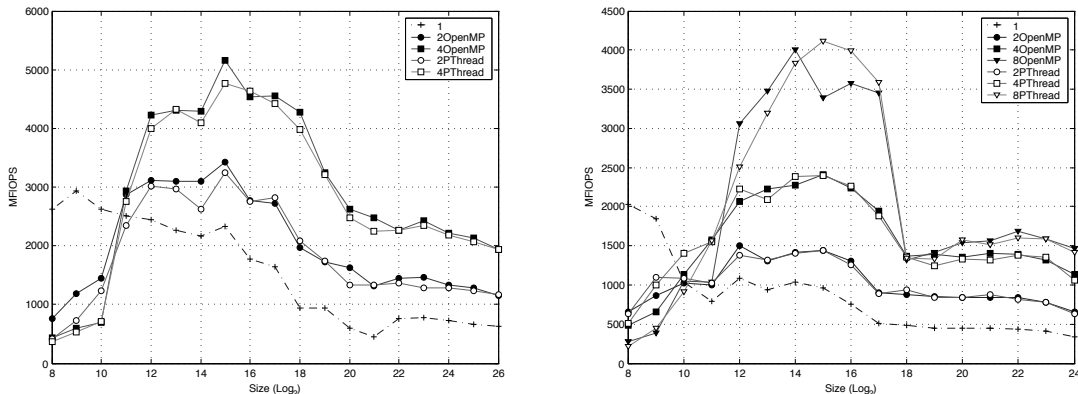 6000
5000
4000
3000
2000
1000
0
MFlOPS
8
10
12
14
16
18
20
22
24
26
Size (Log2)
1
2OpenMP
4OpenMP
2PThread
4PThread
4500
4000
3500
3000
2500
2000
1500
1000
500
0
MFlOPS
8
10
12
14
16
18
20
22
24
Size (Log2)
1
2OpenMP
4OpenMP
8OpenMP
2PThread
4PThread
8PThread